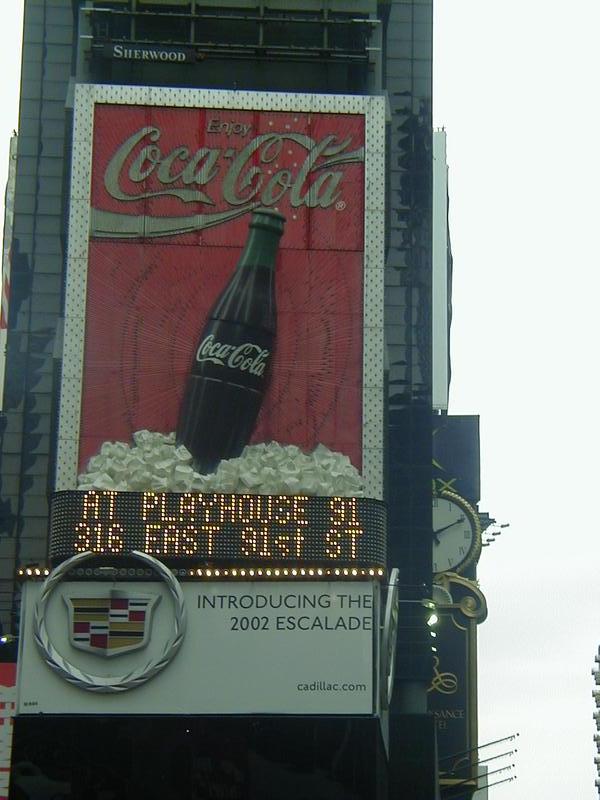 SHERWOOD
Enjoy
Coca-Cola®
Coca-Cola
AT PLAYHOUSE 91
316 EAST 91st ST
INTRODUCING THE
2002 ESCALADE
cadillac.com
SANCE